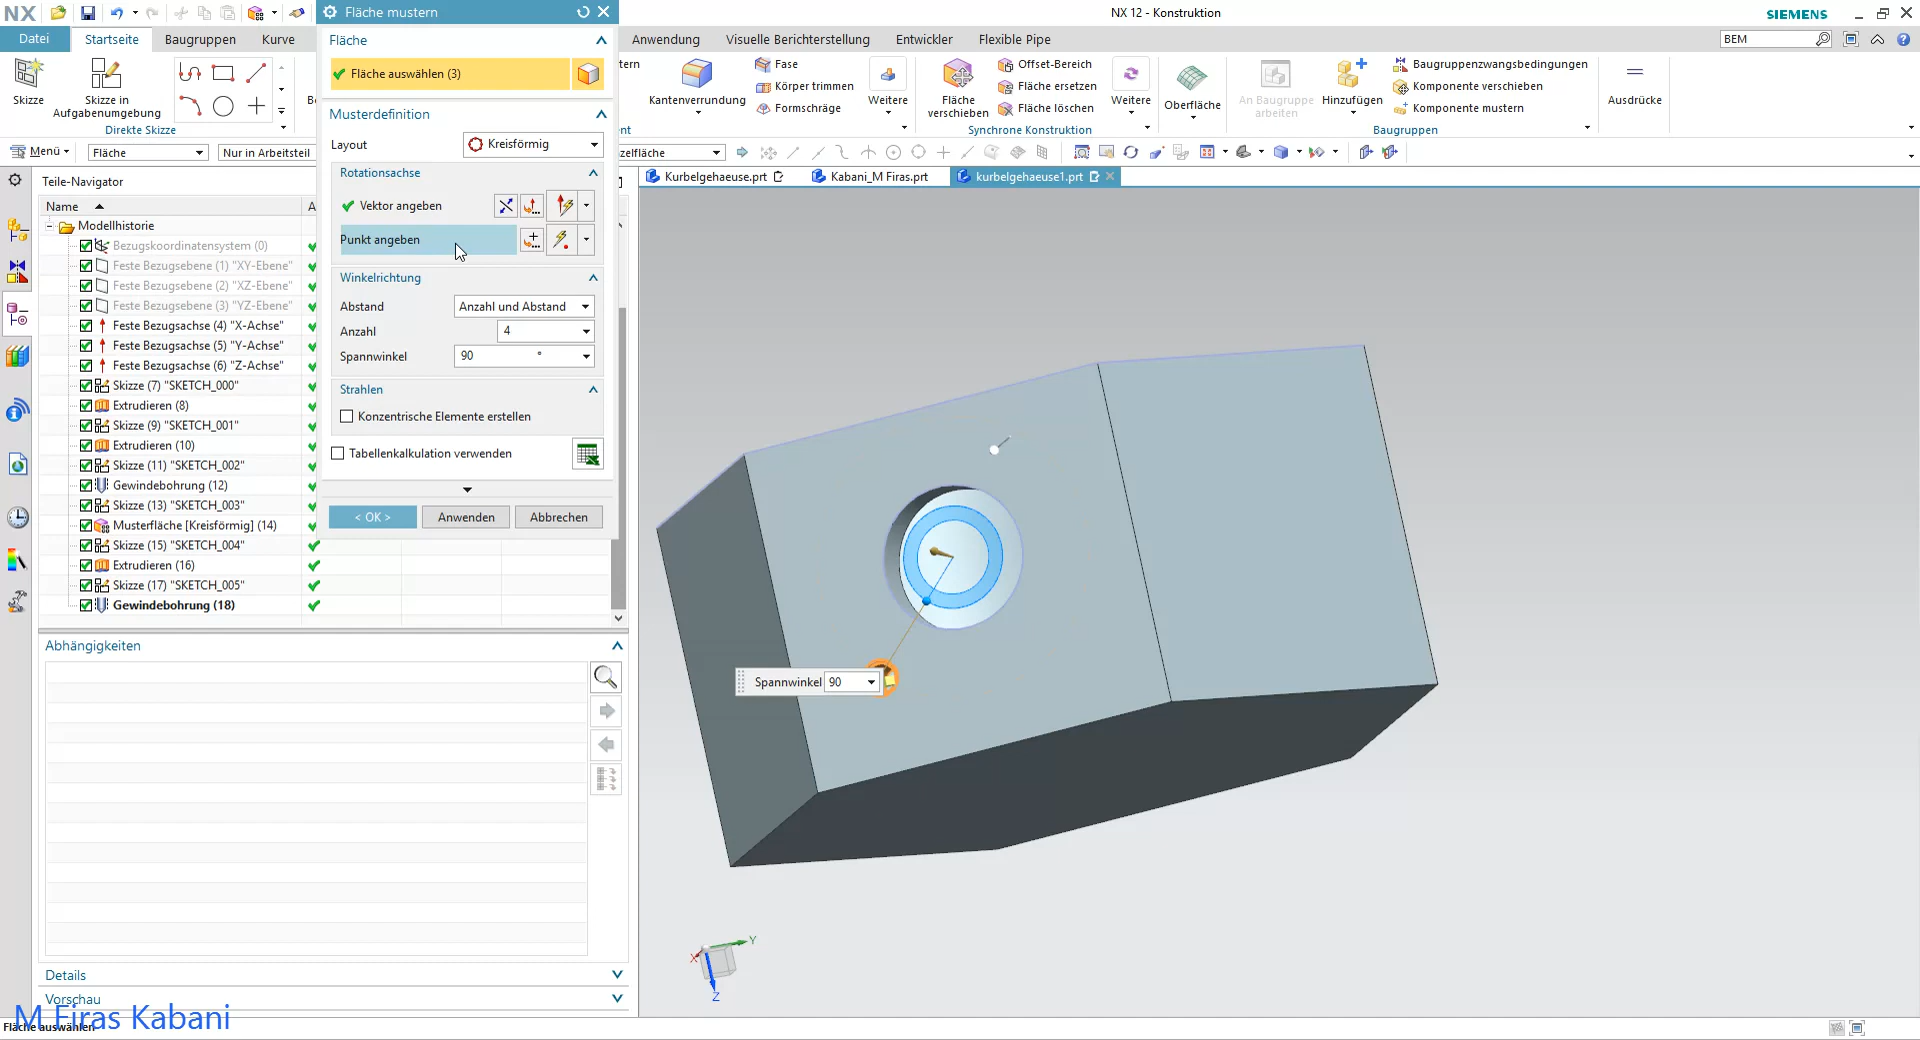 NX
Fläche mustern
NX 12 - Konstruktion
SIEMENS
Datei
Startseite
Baugruppen
Kurve
Anwendung
Visuelle Berichterstellung
Entwickler
Flexible Pipe
BEM
Skizze
Skizze in
Aufgabenumgebung
Direkte Skizze
Kantenverrundung
Fase
Körper trimmen
Formschräge
Weitere
Fläche
verschieben
Offset-Bereich
Fläche ersetzen
Fläche löschen
Weitere
Synchrone Konstruktion
Oberfläche
An Baugruppe
arbeiten
Hinzufügen
Baugruppenzwangsbedingungen
Komponente verschieben
Komponente mustern
Baugruppen
Ausdrücke
Menü
Fläche
Nur in Arbeitsteil
zelfläche
Kurbelgehaeuse.prt
Kabani_M Firas.prt
kurbelgehaeuse1.prt
Teile-Navigator
Name
A
Modellhistorie
Bezugskoordinatensystem (0)
Feste Bezugsebene (1) "XY-Ebene"
Feste Bezugsebene (2) "XZ-Ebene"
Feste Bezugsebene (3) "YZ-Ebene"
Feste Bezugsachse (4) "X-Achse"
Feste Bezugsachse (5) "Y-Achse"
Feste Bezugsachse (6) "Z-Achse"
Skizze (7) "SKETCH_000"
Extrudieren (8)
Skizze (9) "SKETCH_001"
Extrudieren (10)
Skizze (11) "SKETCH_002"
Gewindebohrung (12)
Skizze (13) "SKETCH_003"
Musterfläche [Kreisförmig] (14)
Skizze (15) "SKETCH_004"
Extrudieren (16)
Skizze (17) "SKETCH_005"
Gewindebohrung (18)
Fläche
Fläche auswählen (3)
Musterdefinition
Layout
Kreisförmig
Rotationsachse
Vektor angeben
Punkt angeben
Winkelrichtung
Abstand
Anzahl und Abstand
Anzahl
4
Spannwinkel
90
°
Strahlen
Konzentrische Elemente erstellen
Tabellenkalkulation verwenden
< OK >
Anwenden
Abbrechen
Spannwinkel 90
X
Y
Z
Abhängigkeiten
Details
Vorschau
M Firas Kabani
Fläche auswählen